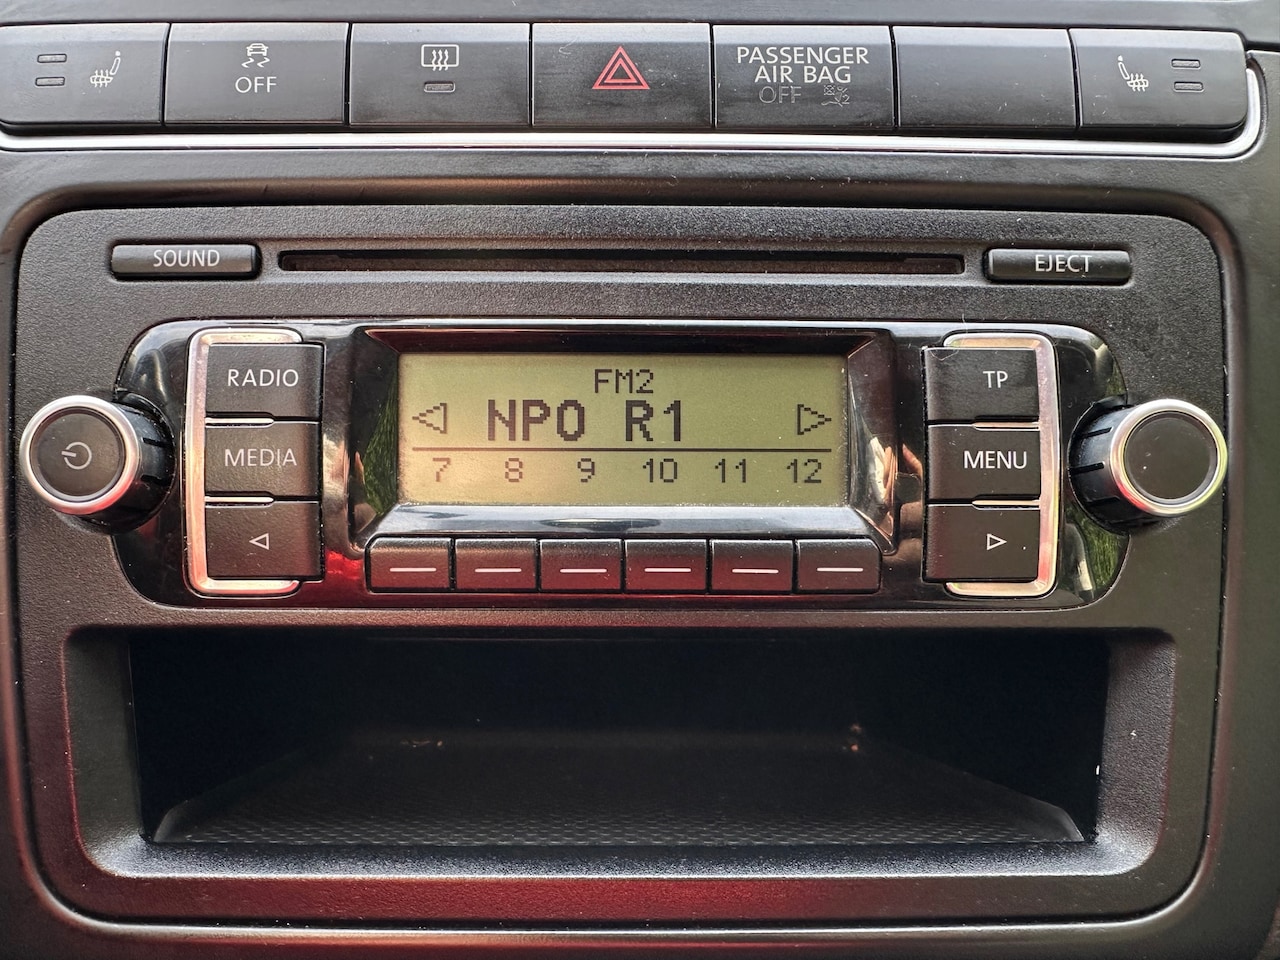 OFF
PASSENGER
AIR BAG
OFF
SOUND
EJECT
RADIO
FM2
TP
NPO R1
MEDIA
7 8 9 10 11 12
MENU